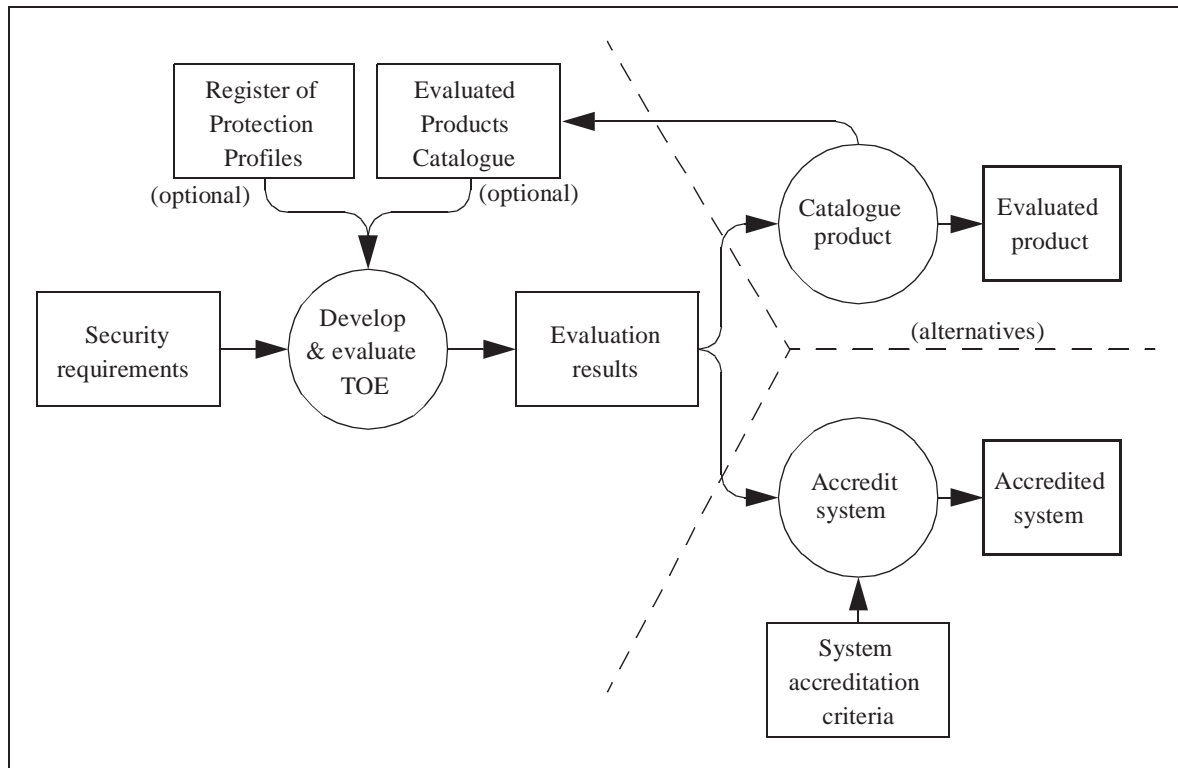 Register of
Protection
Profiles
Evaluated
Products
Catalogue
(optional)
(optional)
Catalogue
product
Evaluated
product
Security
requirements
Develop
& evaluate
TOE
Evaluation
results
(alternatives)
Accredit
system
Accredited
system
System
accreditation
criteria